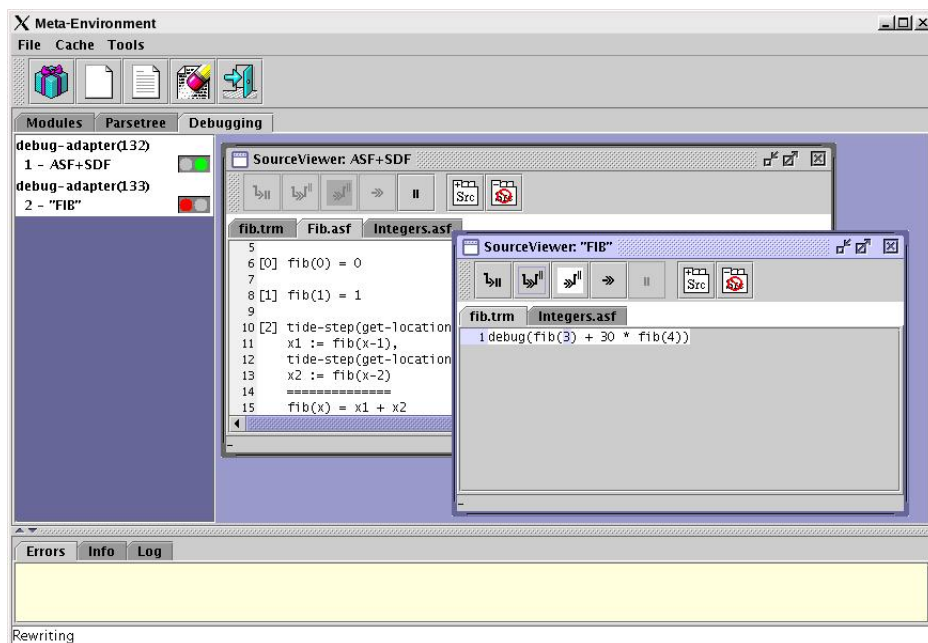 Meta-Environment
File Cache Tools
Modules Parsetree Debugging
debug-adapter(132)
1 - ASF+SDF
debug-adapter(133)
2 - "FIB"
SourceViewer: ASF+SDF
Src Src
fib.trm Fib.asf Integers.asf
5
6 [0] fib(0) = 0
7
8 [1] fib(1) = 1
9
10 [2] tide-step(get-location
11 x1 := fib(x-1),
12 tide-step(get-location
13 x2 := fib(x-2)
14 ==============
15 fib(x) = x1 + x2
SourceViewer: "FIB"
Src Src
fib.trm Integers.asf
1 debug(fib(3) + 30 * fib(4))
Errors Info Log
Rewriting